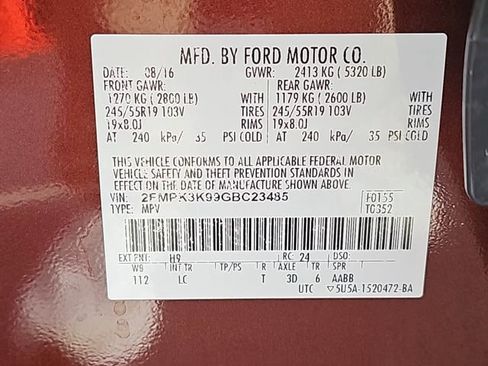 MFD. BY FORD MOTOR CO.
DATE: 08/16 GVWR: 2413 KG ( 5320 LB)
FRONT GAWR: REAR GAWR:
1270 KG ( 2800 LB) WITH 1179 KG ( 2600 LB) WITH
245/55R19 103V TIRES 245/55R19 103V TIRES
19x8.0J RIMS 19x8.0J RIMS
AT 240 kPa/ 35 PSI COLD AT 240 kPa/ 35 PSI COLD
THIS VEHICLE CONFORMS TO ALL APPLICABLE FEDERAL MOTOR
VEHICLE SAFETY AND THEFT PREVENTION STANDARDS IN
EFFECT ON THE DATE OF MANUFACTURE SHOWN ABOVE.
VIN: 2FMPK3K99GBC23485 F0155
TYPE: MPV TG352
EXT PNT: H9 RC: 24 DSO:
WB INT TR TP/PS R AXLE TR SPR
112 LC T 3D 6 AABB
UTC ▽5U5A-1520472-BA